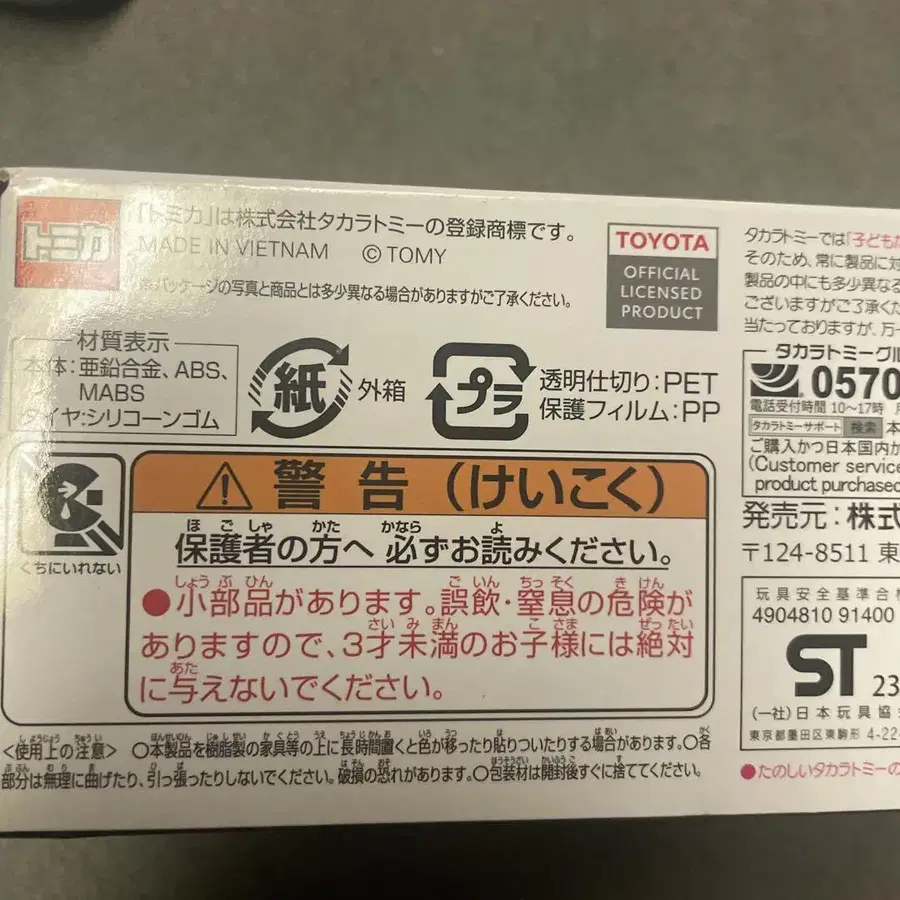 トミカ
「トミカ」は株式会社タカラトミーの登録商標です。
MADE IN VIETNAM ©TOMY
※パッケージの写真と商品とは多少異なる場合がありますがご了承ください。
TOYOTA
OFFICIAL
LICENSED
PRODUCT
材質表示
本体:亜鉛合金、ABS、
MABS
タイヤ:シリコーンゴム
紙 外箱
プラ
透明仕切り:PET
保護フィルム:PP
くちにいれない
警告(けいこく)
保護者の方へ 必ずお読みください。
●小部品があります。誤飲・窒息の危険が
ありますので、3才未満のお子様には絶対
に与えないでください。
<使用上の注意> ○本製品を樹脂製の家具等の上に長時間置くと色が移ったり貼りついたりする場合があります。○各
部分は無理に曲げたり、引っ張ったりしないでください。破損の恐れがあります。○包装材は開封後すぐに捨ててください。
タカラトミーでは「子ども
そのため、常に製品に対
製品の中にも多少異なる
ございますがご了承くだ
当たっておりますが、万一
タカラトミーグル
0570
電話受付時間 10〜17時
タカラトミーサポート 検索
ご購入かつ日本国内か
(Customer service
product purchased
発売元:株式
〒124-8511 東
玩具安全基準合格
4904810 91400
ST 23
(一社)日本玩具協
東京都墨田区東駒形 4-22-
●たのしいタカラトミーの